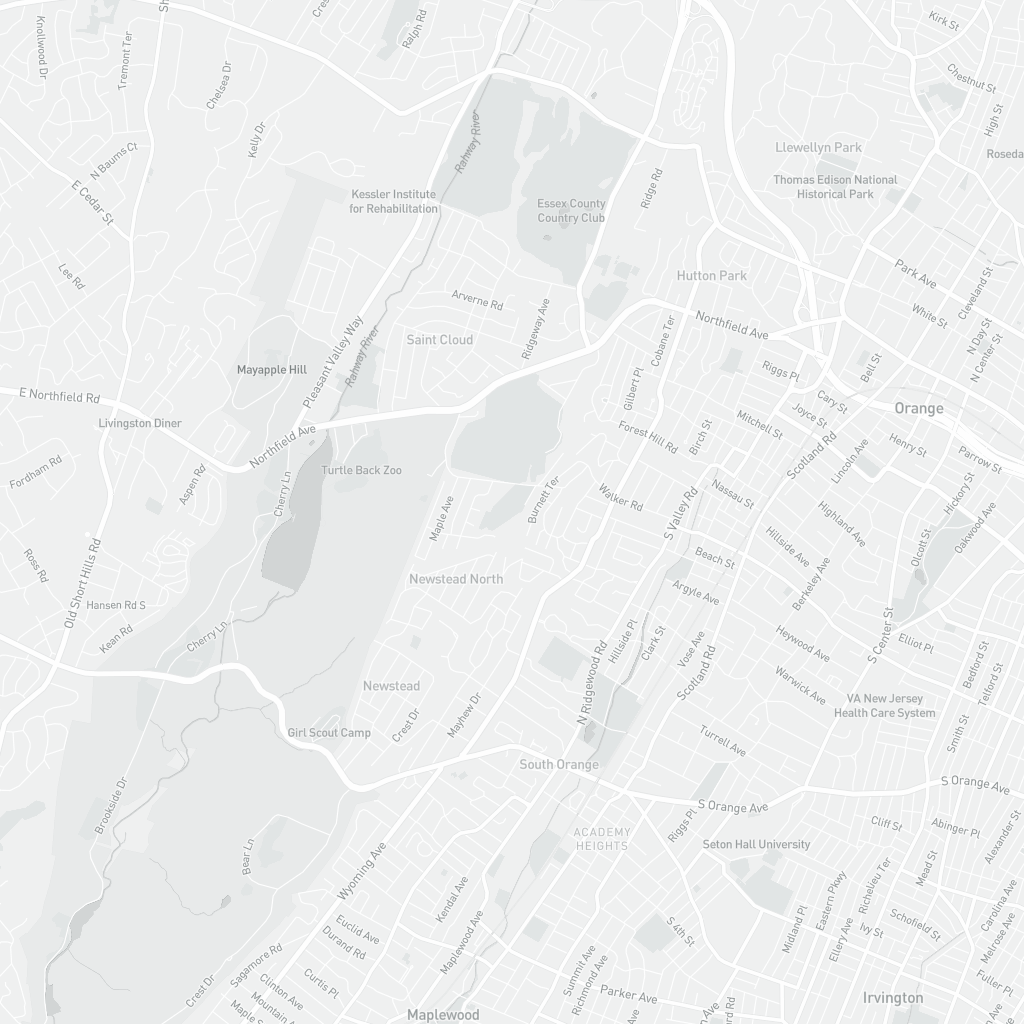 Knollwood Dr
Tremont Ter
Ralph Rd
Kirk St
Chelsea Dr
Chestnut St
Kelly Dr
High St
N Baums Ct
Rahway River
Llewellyn Park
E Cedar St
Kessler Institute
for Rehabilitation
Ridge Rd
Thomas Edison National
Historical Park
Essex County
Country Club
Lee Rd
Hutton Park
Park Ave
Cleveland St
Arverne Rd
Northfield Ave
White St
Saint Cloud
Ridgeway Ave
Cobane Ter
N Day St
N Center St
Pleasant Valley Way
Rahway River
Mayapple Hill
Riggs Pl
Bell St
Gilbert Pl
E Northfield Rd
Cary St
Orange
Livingston Diner
Joyce St
Mitchell St
Northfield Ave
Forest Hill Rd
Birch St
Henry St
Scotland Rd
Lincoln Ave
Parrow St
Fordham Rd
Aspen Rd
Cherry Ln
Turtle Back Zoo
Nassau St
Hickory St
Maple Ave
Burnett Ter
Walker Rd
S Valley Rd
Highland Ave
Oakwood Ave
Hillside Ave
Olcott St
Ross Rd
Beach St
Old Short Hills Rd
Newstead North
Argyle Ave
Berkeley Ave
Hansen Rd S
Kean Rd
Cherry Ln
Hillside Pl
Clark St
Vose Ave
Heywood Ave
S Center St
Elliot Pl
Bedford St
Newstead
N Ridgewood Rd
Scotland Rd
Warwick Ave
Telford St
VA New Jersey
Health Care System
Girl Scout Camp
Crest Dr
Mayhew Dr
Turrell Ave
Smith St
South Orange
S Orange Ave
S Orange Ave
Brookside Dr
Riggs Pl
Cliff St
Abinger Pl
Alexander St
ACADEMY
HEIGHTS
Seton Hall University
Bear Ln
Wyoming Ave
Mead St
Richelieu Ter
Eastern Pkwy
Kendal Ave
Carolina Ave
Euclid Ave
Durand Rd
Maplewood Ave
S 4th St
Midland Pl
Ellery Ave
Ivy St
Schofield St
Melrose Ave
Sagamore Rd
Summit Ave
Richmond Ave
Fuller Pl
Crest Dr
Clinton Ave
Curtis Pl
Parker Ave
Irvington
Maplewood